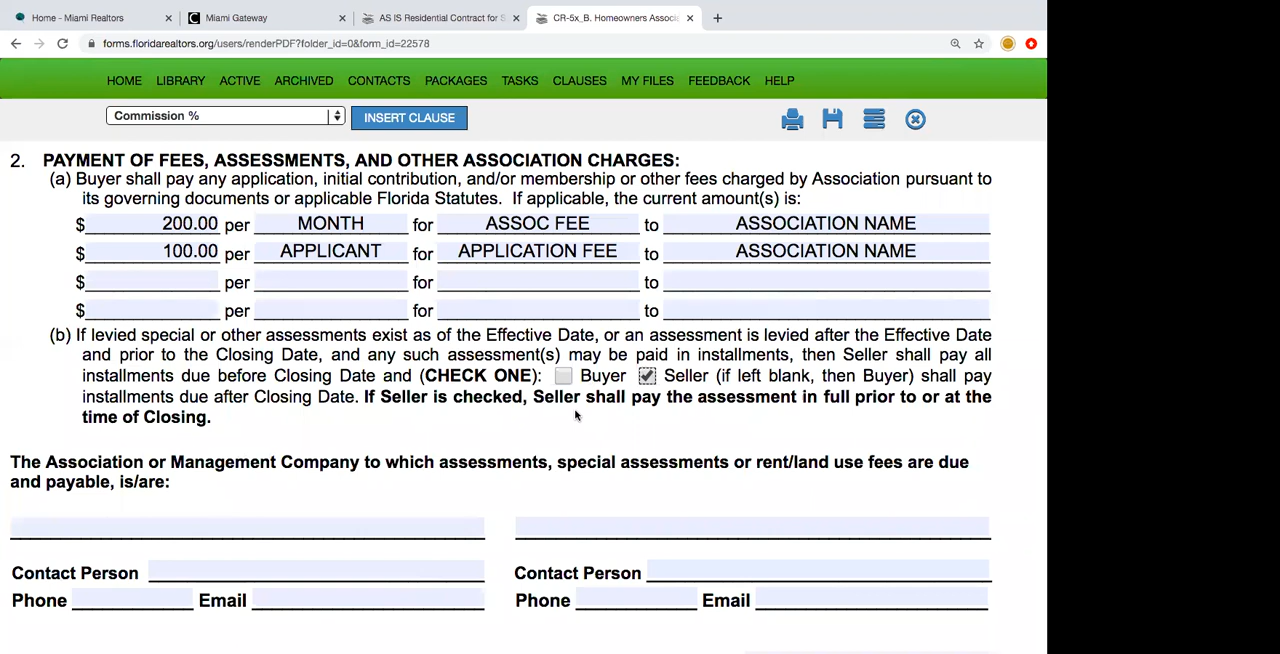 Home - Miami Realtors
Miami Gateway
AS IS Residential Contract for S
CR-5x_B. Homeowners Associ
forms.floridarealtors.org/users/renderPDF?folder_id=0&form_id=22578
HOME LIBRARY ACTIVE ARCHIVED CONTACTS PACKAGES TASKS CLAUSES MY FILES FEEDBACK HELP
Commission %
INSERT CLAUSE
2. PAYMENT OF FEES, ASSESSMENTS, AND OTHER ASSOCIATION CHARGES:
(a) Buyer shall pay any application, initial contribution, and/or membership or other fees charged by Association pursuant to
its governing documents or applicable Florida Statutes. If applicable, the current amount(s) is:
$ 200.00 per MONTH for ASSOC FEE to ASSOCIATION NAME
$ 100.00 per APPLICANT for APPLICATION FEE to ASSOCIATION NAME
$ per for to
$ per for to
(b) If levied special or other assessments exist as of the Effective Date, or an assessment is levied after the Effective Date
and prior to the Closing Date, and any such assessment(s) may be paid in installments, then Seller shall pay all
installments due before Closing Date and (CHECK ONE): Buyer Seller (if left blank, then Buyer) shall pay
installments due after Closing Date. If Seller is checked, Seller shall pay the assessment in full prior to or at the
time of Closing.
The Association or Management Company to which assessments, special assessments or rent/land use fees are due
and payable, is/are:
Contact Person Contact Person
Phone Email Phone Email